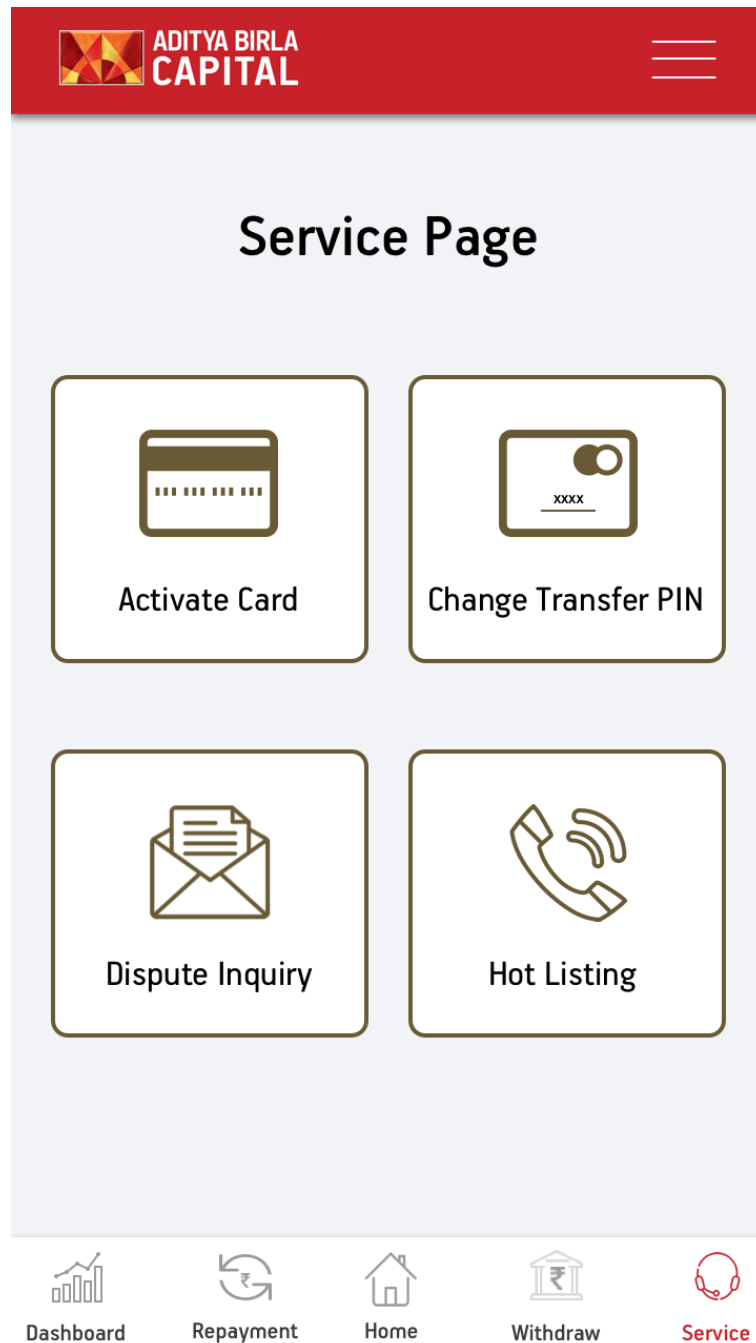 ADITYA BIRLA
CAPITAL
Service Page
xxxx
Activate Card
Change Transfer PIN
Dispute Inquiry
Hot Listing
₹
₹
Dashboard
Repayment
Home
Withdraw
Service